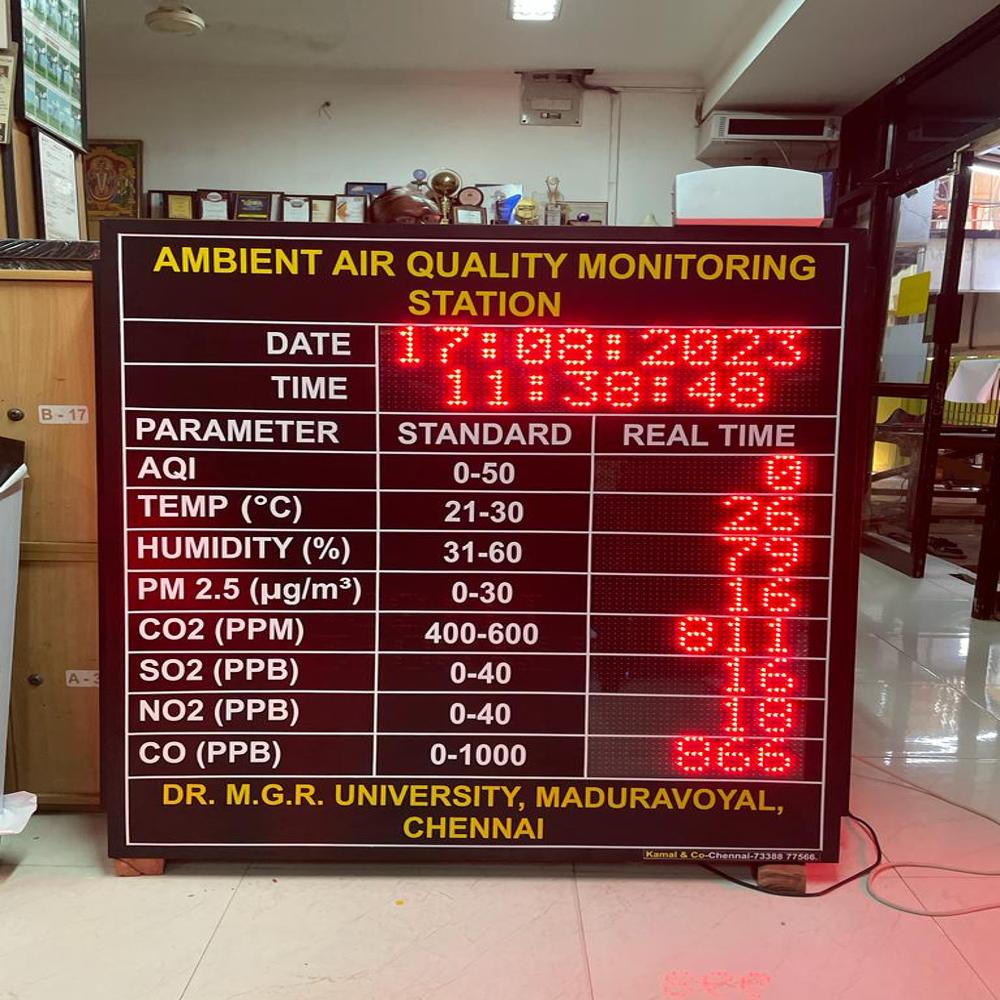 AMBIENT AIR QUALITY MONITORING
STATION
DATE 17:08:2023
TIME 11:38:48
PARAMETER STANDARD REAL TIME
AQI 0-50 0
TEMP (°C) 21-30 26
HUMIDITY (%) 31-60 79
PM 2.5 (µg/m³) 0-30 16
CO2 (PPM) 400-600 811
SO2 (PPB) 0-40 16
NO2 (PPB) 0-40 18
CO (PPB) 0-1000 866
DR. M.G.R. UNIVERSITY, MADURAVOYAL,
CHENNAI
Kamal & Co-Chennai-73388 77566.
B - 17